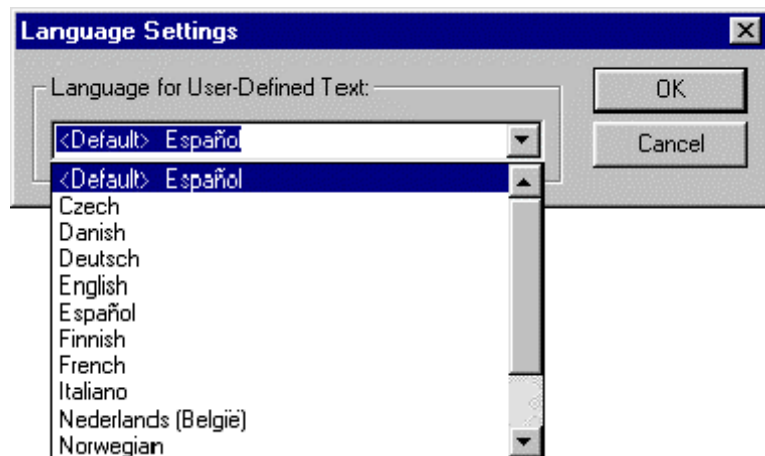 Language Settings
Language for User-Defined Text:
OK
<Default> Español
Cancel
<Default> Español
Czech
Danish
Deutsch
English
Español
Finnish
French
Italiano
Nederlands (België)
Norwegian